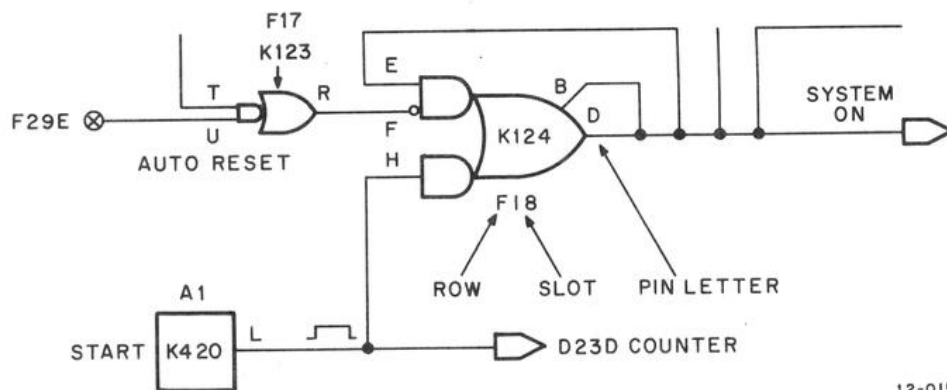 F17
K123
T
R
F29E
U
AUTO RESET
E
F
H
B
D
K124
F18
SYSTEM
ON
ROW
SLOT
PIN LETTER
A1
START
K420
L
D23D COUNTER